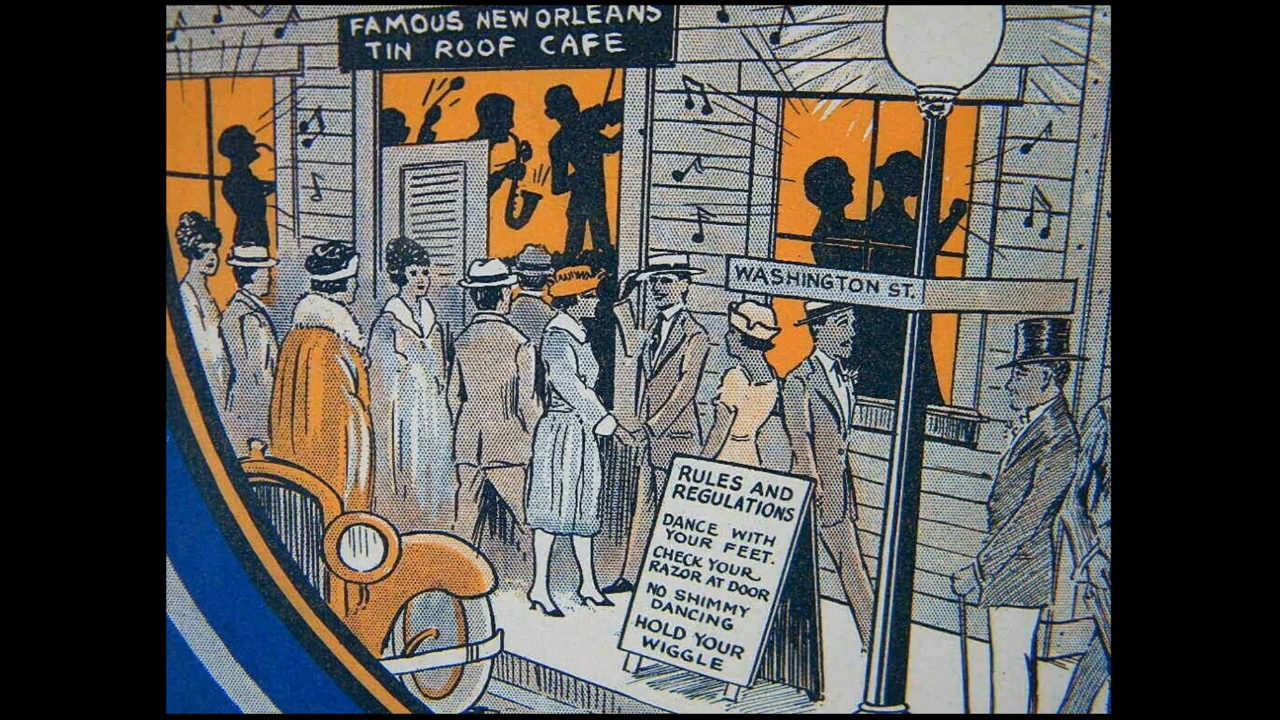 FAMOUS NEW ORLEANS
TIN ROOF CAFE
WASHINGTON ST.
RULES AND
REGULATIONS
DANCE WITH
YOUR FEET.
CHECK YOUR
RAZOR AT DOOR
NO SHIMMY
DANCING
HOLD YOUR
WIGGLE